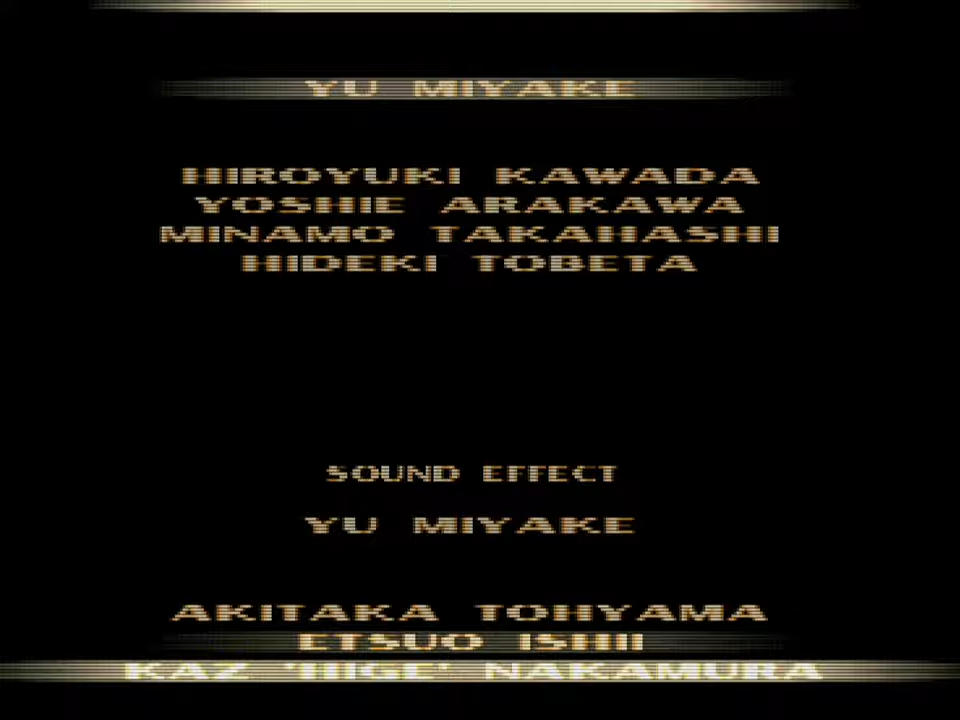 YU MIYAKE
HIROYUKI KAWADA
YOSHIE ARAKAWA
MINAMO TAKAHASHI
HIDEKI TOBETA
SOUND EFFECT
YU MIYAKE
AKITAKA TOHYAMA
ETSUO ISHII
KAZ 'HIGE' NAKAMURA